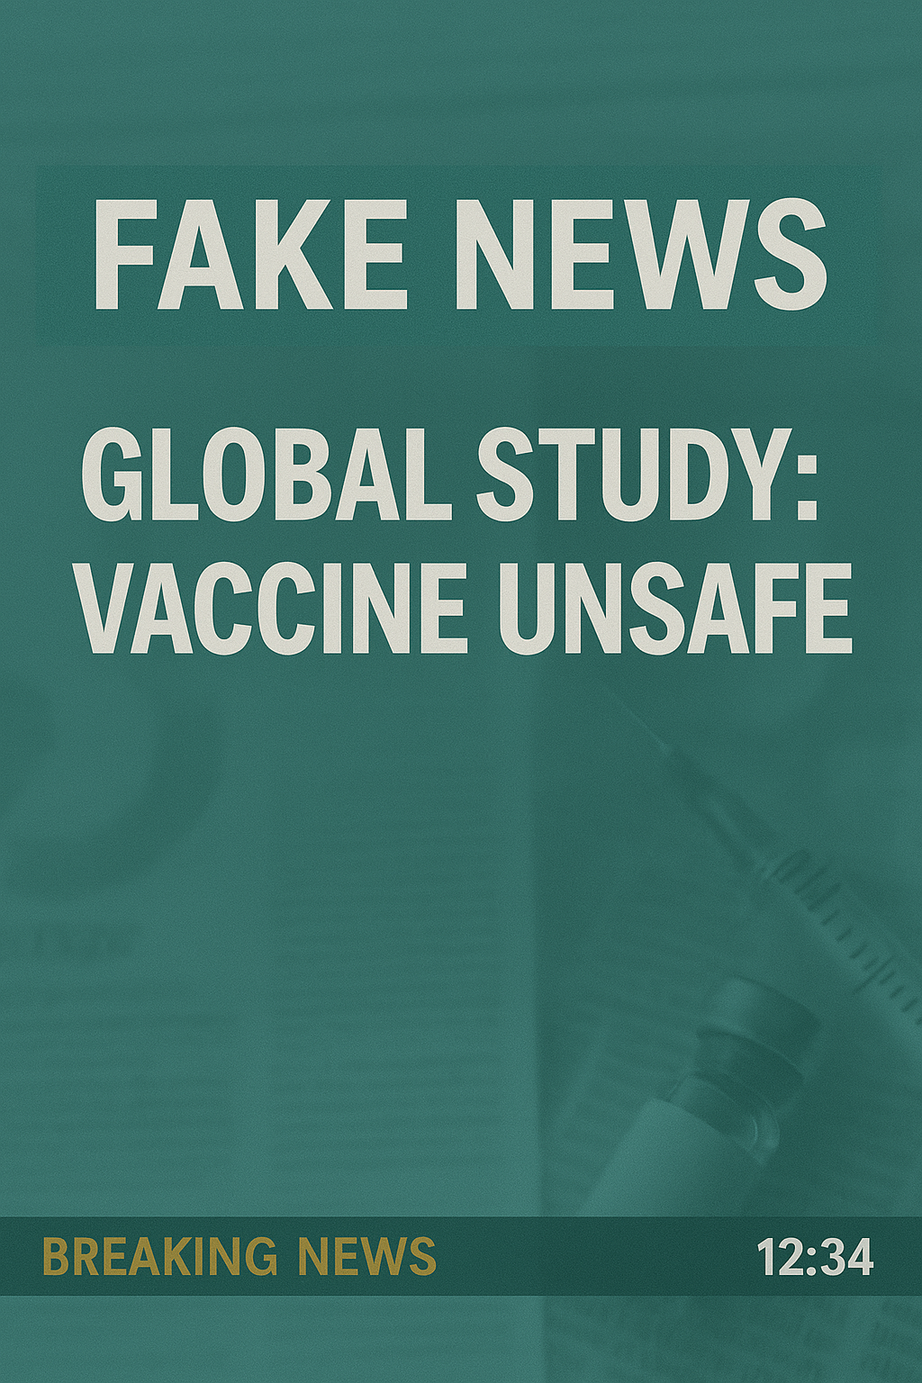 FAKE NEWS
GLOBAL STUDY:
VACCINE UNSAFE
BREAKING NEWS 12:34